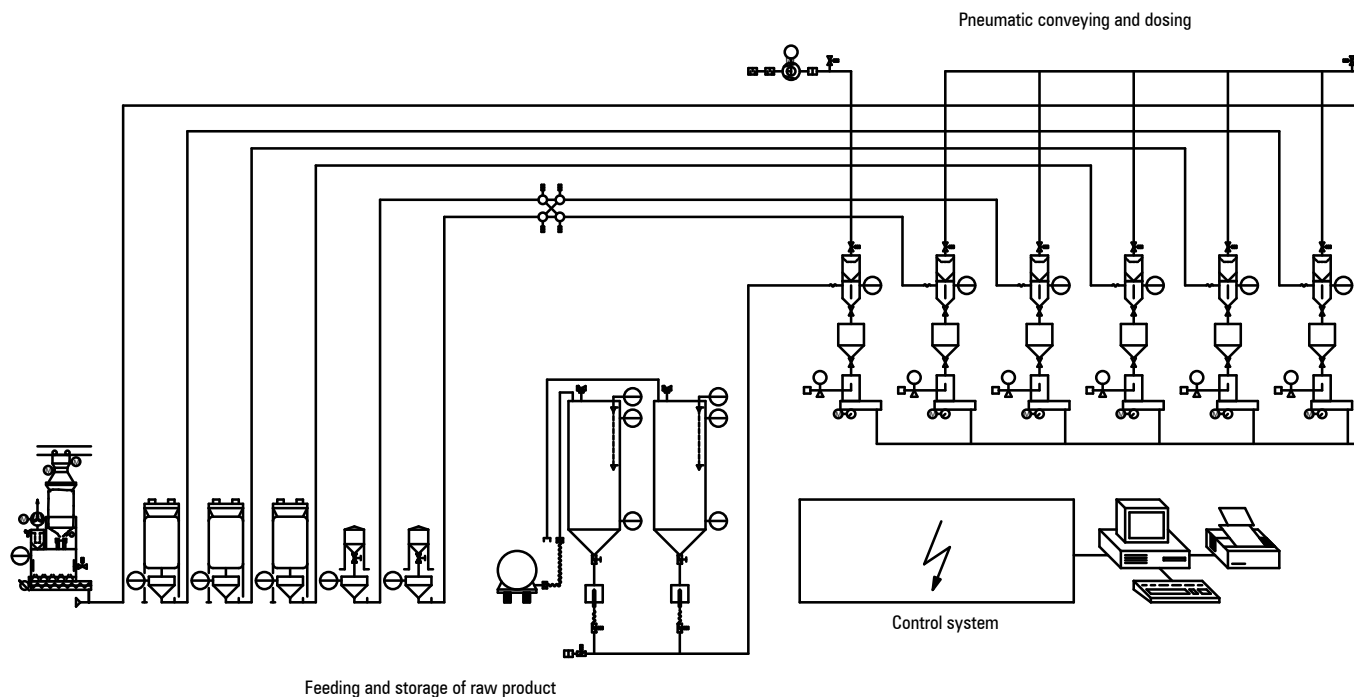 Pneumatic conveying and dosing
Control system
Feeding and storage of raw product